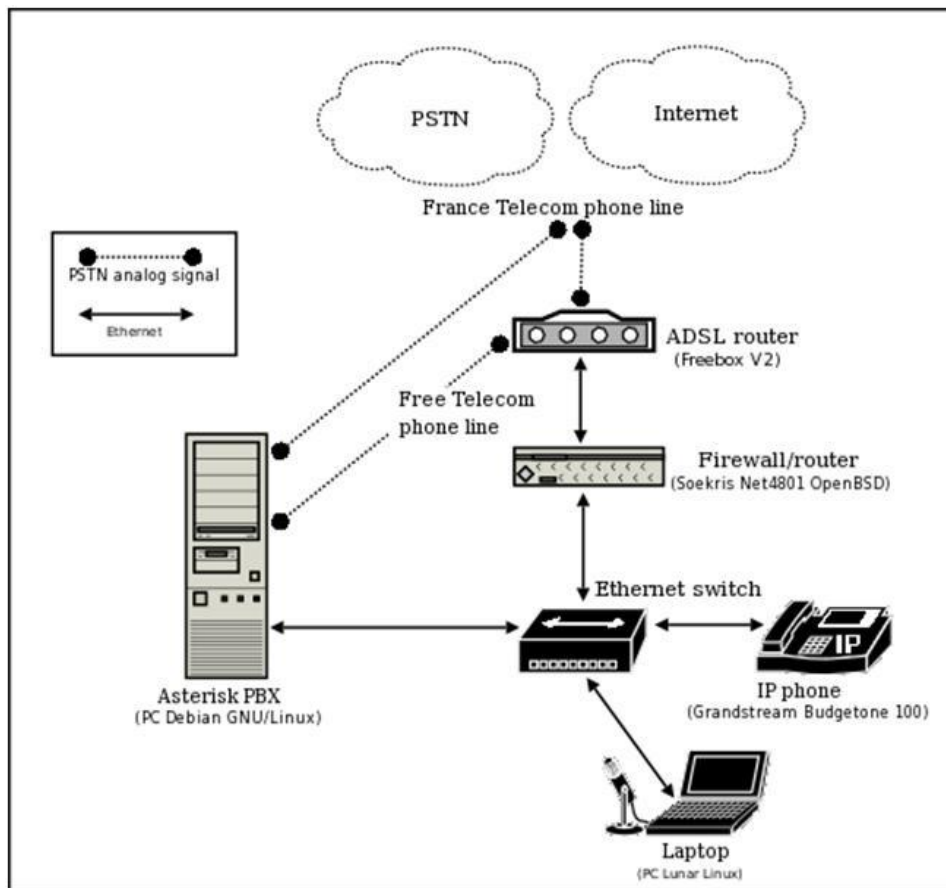 PSTN
Internet
France Telecom phone line
PSTN analog signal
Ethernet
ADSL router
(Freebox V2)
Free Telecom
phone line
Firewall/router
(Soekris Net4801 OpenBSD)
Ethernet switch
IP
Asterisk PBX
(PC Debian GNU/Linux)
IP phone
(Grandstream Budgetone 100)
Laptop
(PC Lunar Linux)